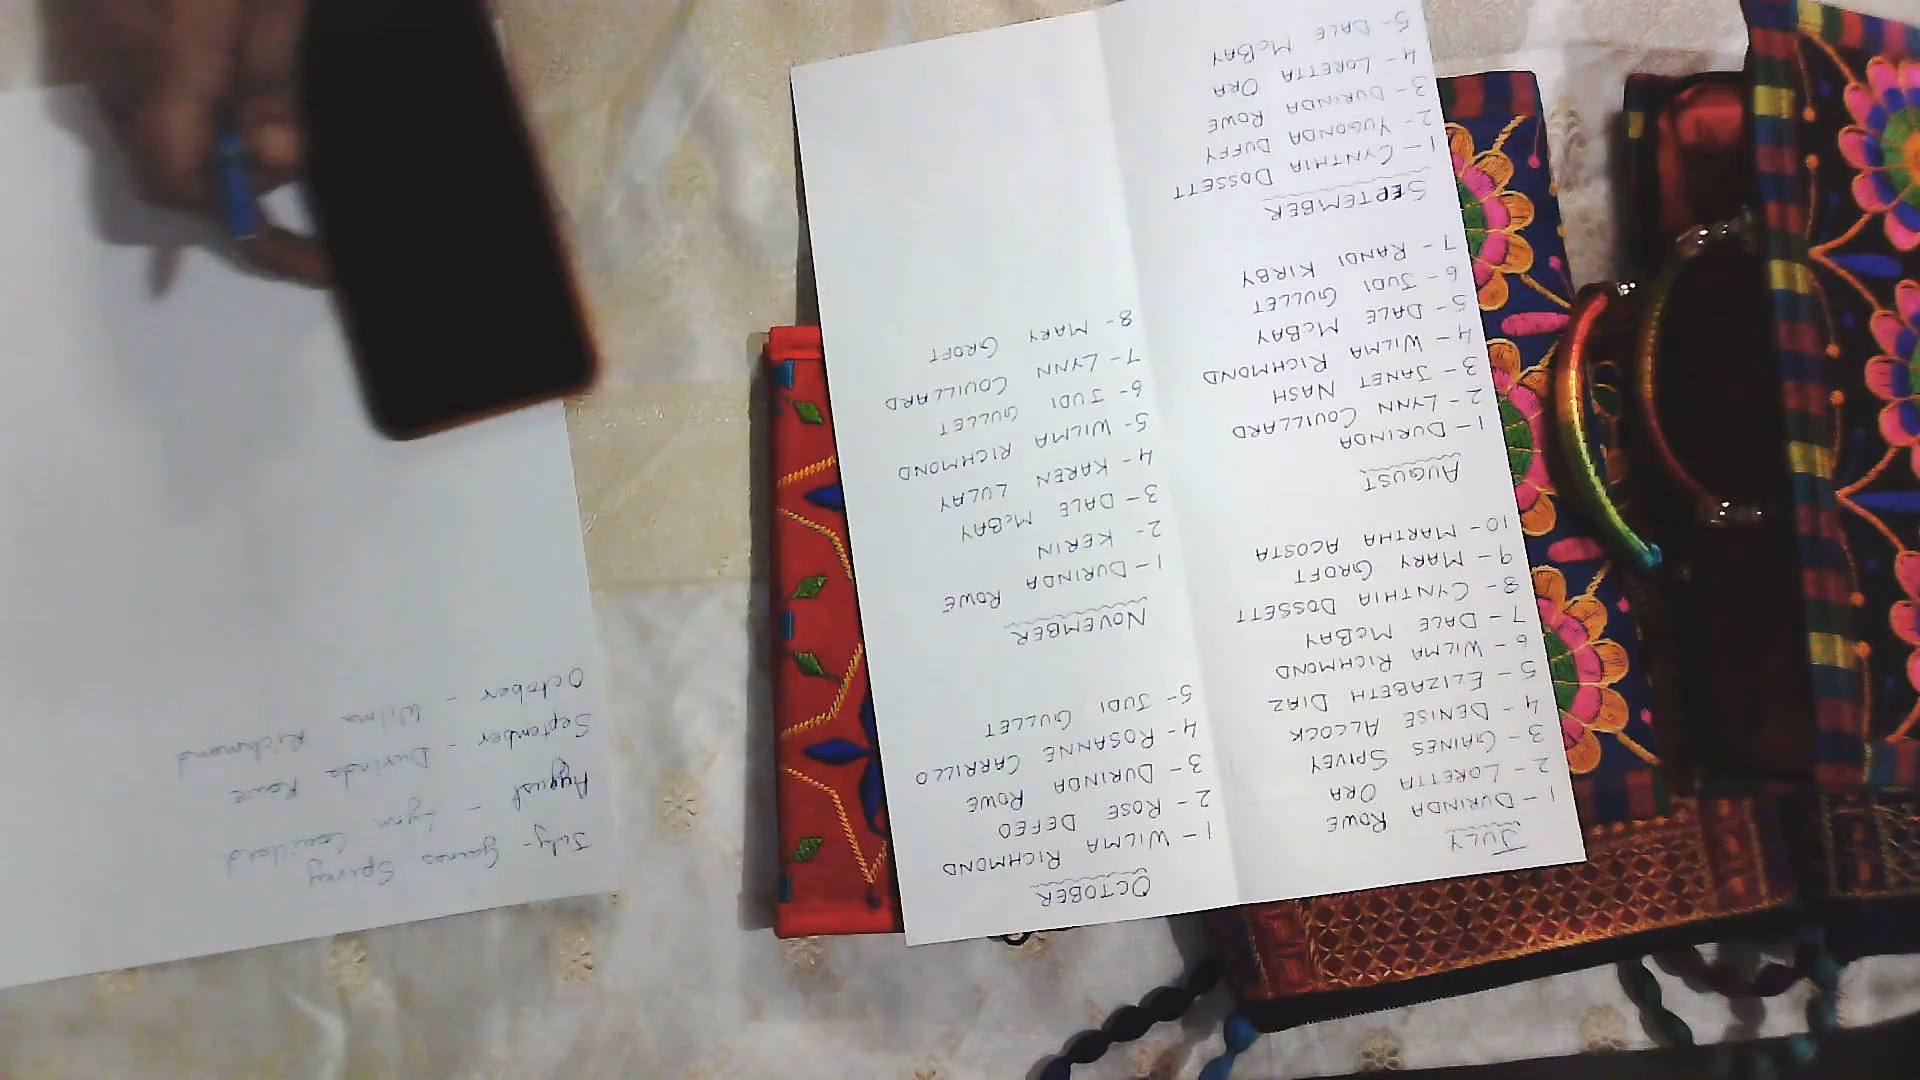 JULY
1 - DURINDA ROWE
2 - LORETTA ORA
3 - GAINES SPIVEY
4 - DENISE ALCOCK
5 - ELIZABETH DIAZ
6 - WILMA RICHMOND
7 - DALE McBAY
8 - CYNTHIA DOSSETT
9 - MARY GROFT
10 - MARTHA ACOSTA
AUGUST
1 - DURINDA
2 - LYNN COUILLARD
3 - JANET NASH
4 - WILMA RICHMOND
5 - DALE McBAY
6 - JUDI GULLET
7 - RANDI KIRBY
SEPTEMBER
1 - CYNTHIA DOSSETT
2 - YUGONDA DUFFY
3 - DURINDA ROWE
4 - LORETTA ORA
5 - DALE McBAY
OCTOBER
1 - WILMA RICHMOND
2 - ROSE DEFEO
3 - DURINDA ROWE
4 - ROSANNE CARRILLO
5 - JUDI GULLET
NOVEMBER
1 - DURINDA ROWE
2 - KERIN
3 - DALE McBAY
4 - KAREN LULAY
5 - WILMA RICHMOND
6 - JUDI GULLET
7 - LYNN COUILLARD
8 - MARY GROFT
July - Gaines Spivey
August - Lynn Couillard
September - Durinda Rowe
October - Wilma Richmond